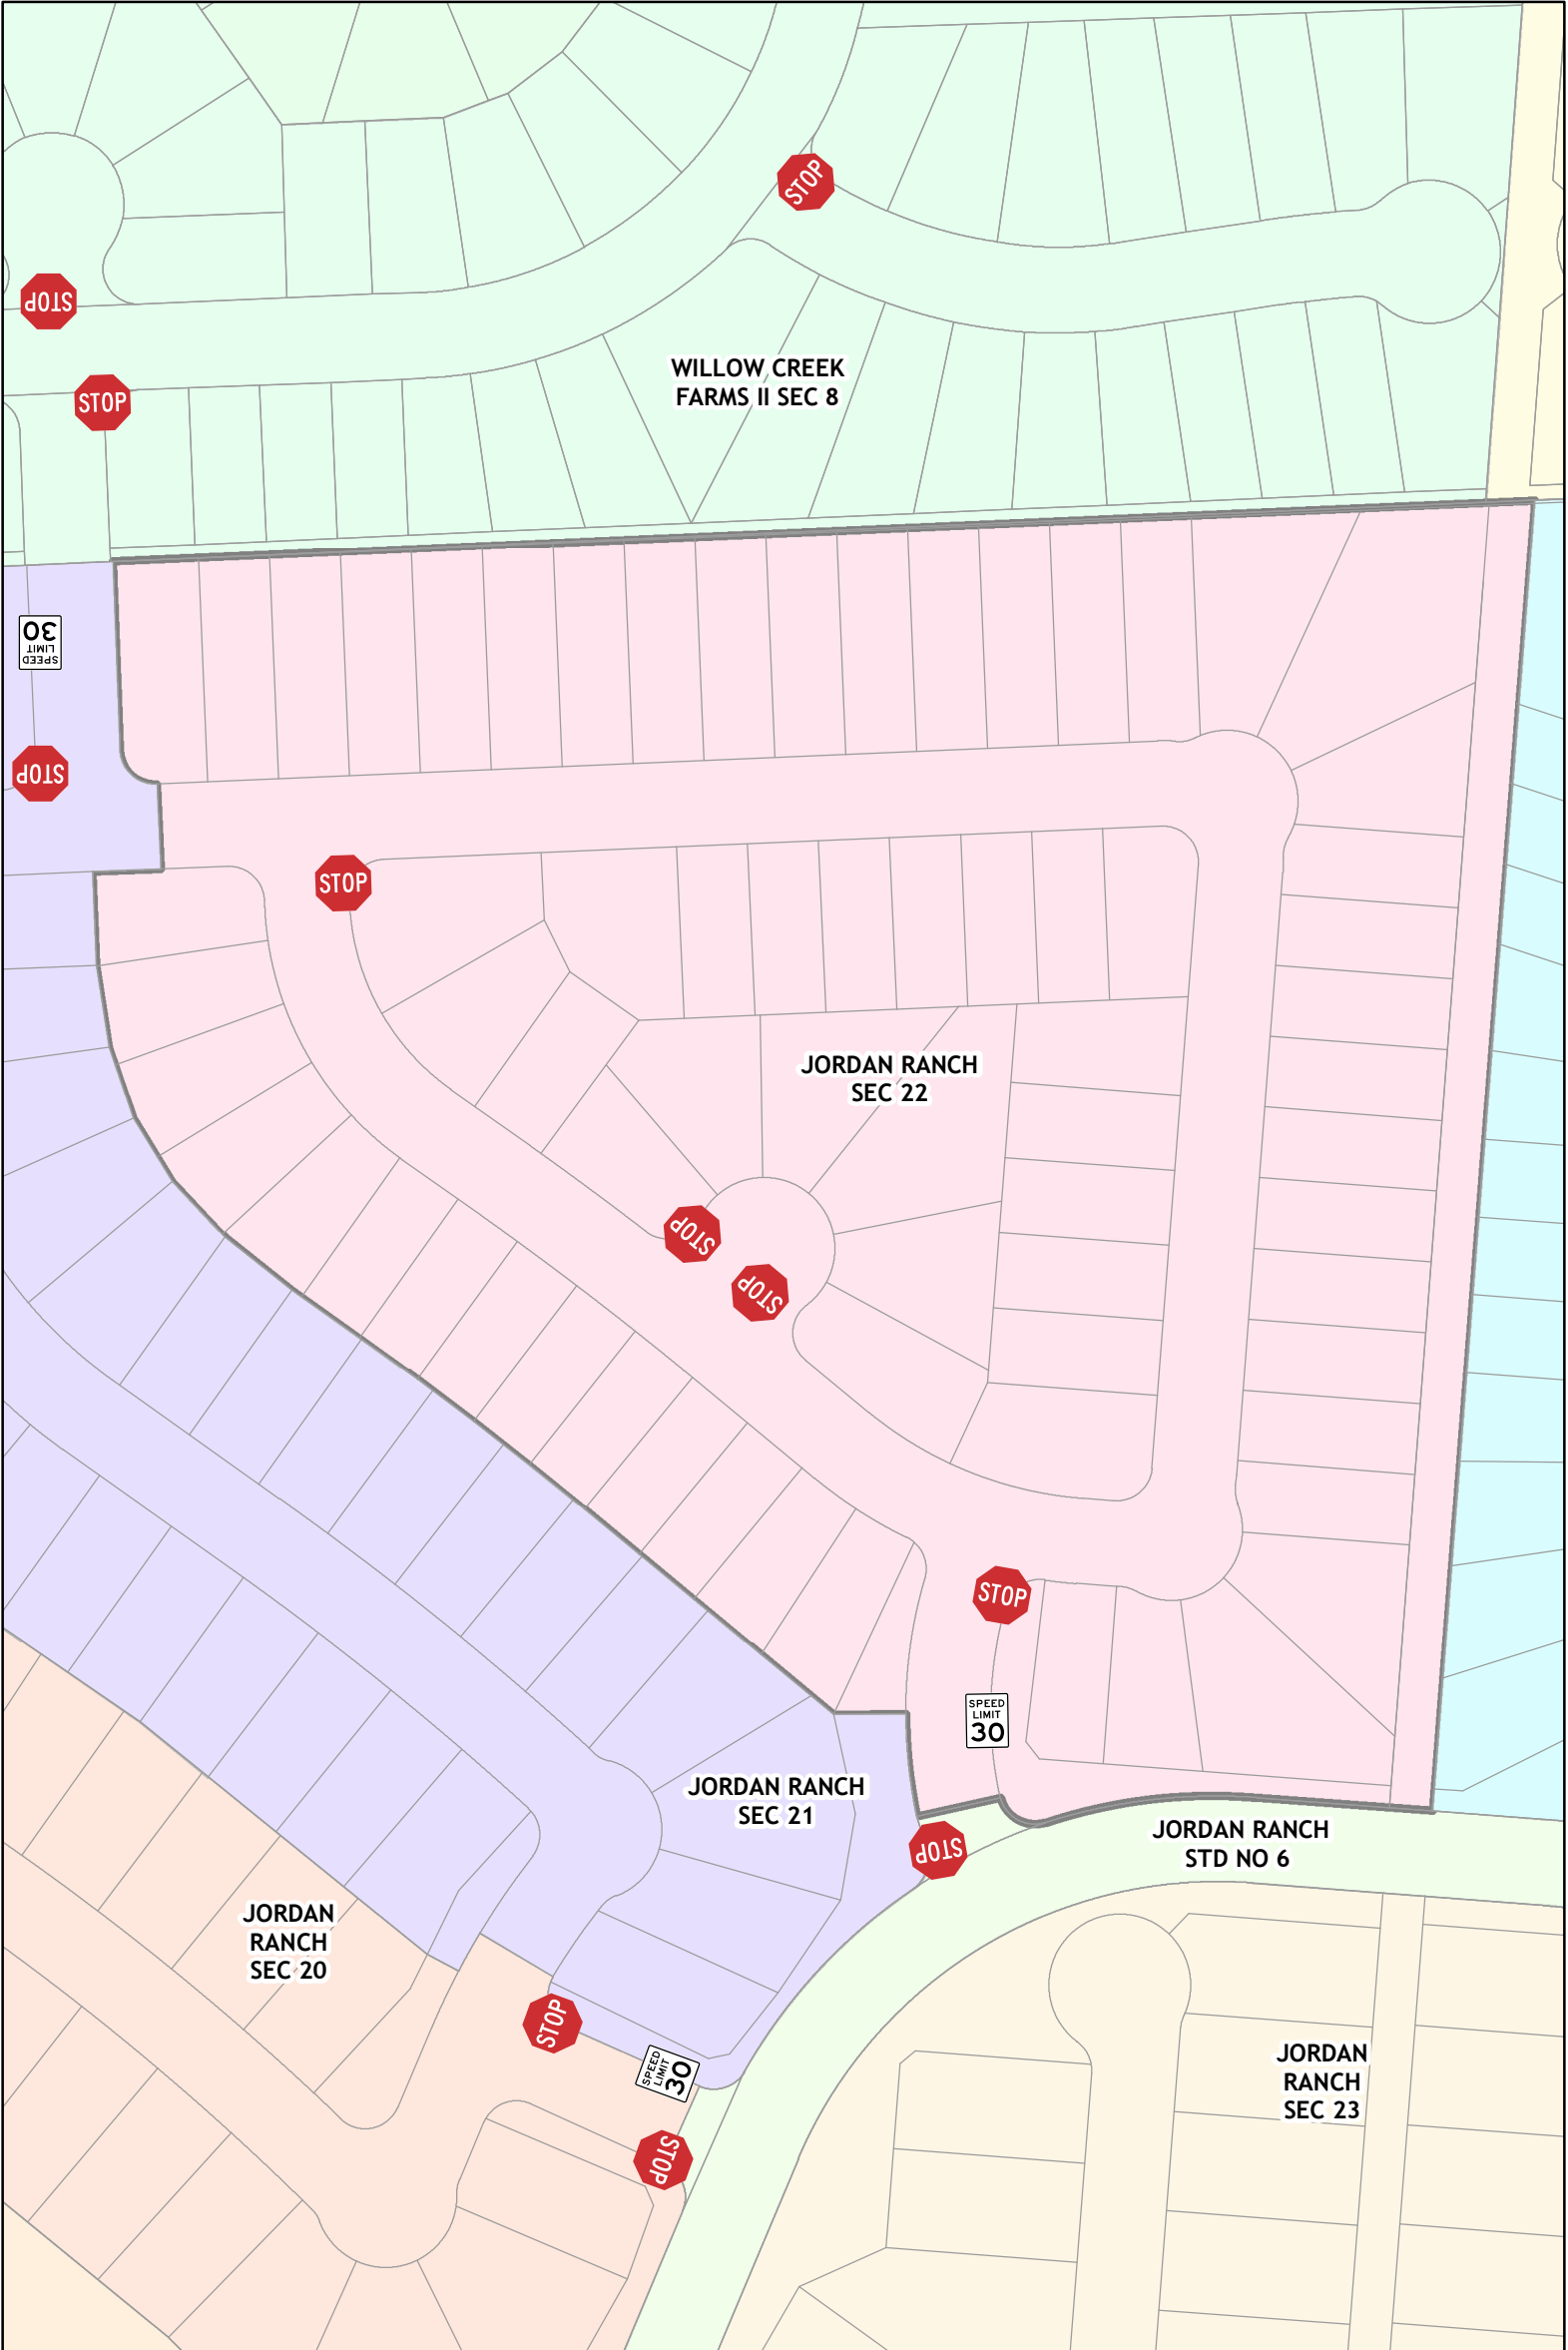 STOP
STOP
STOP
WILLOW CREEK
FARMS II SEC 8
SPEED
LIMIT
30
STOP
STOP
JORDAN RANCH
SEC 22
STOP
STOP
STOP
SPEED
LIMIT
30
JORDAN RANCH
SEC 21
STOP
JORDAN RANCH
STD NO 6
JORDAN
RANCH
SEC 20
STOP
SPEED
LIMIT
30
JORDAN
RANCH
SEC 23
STOP